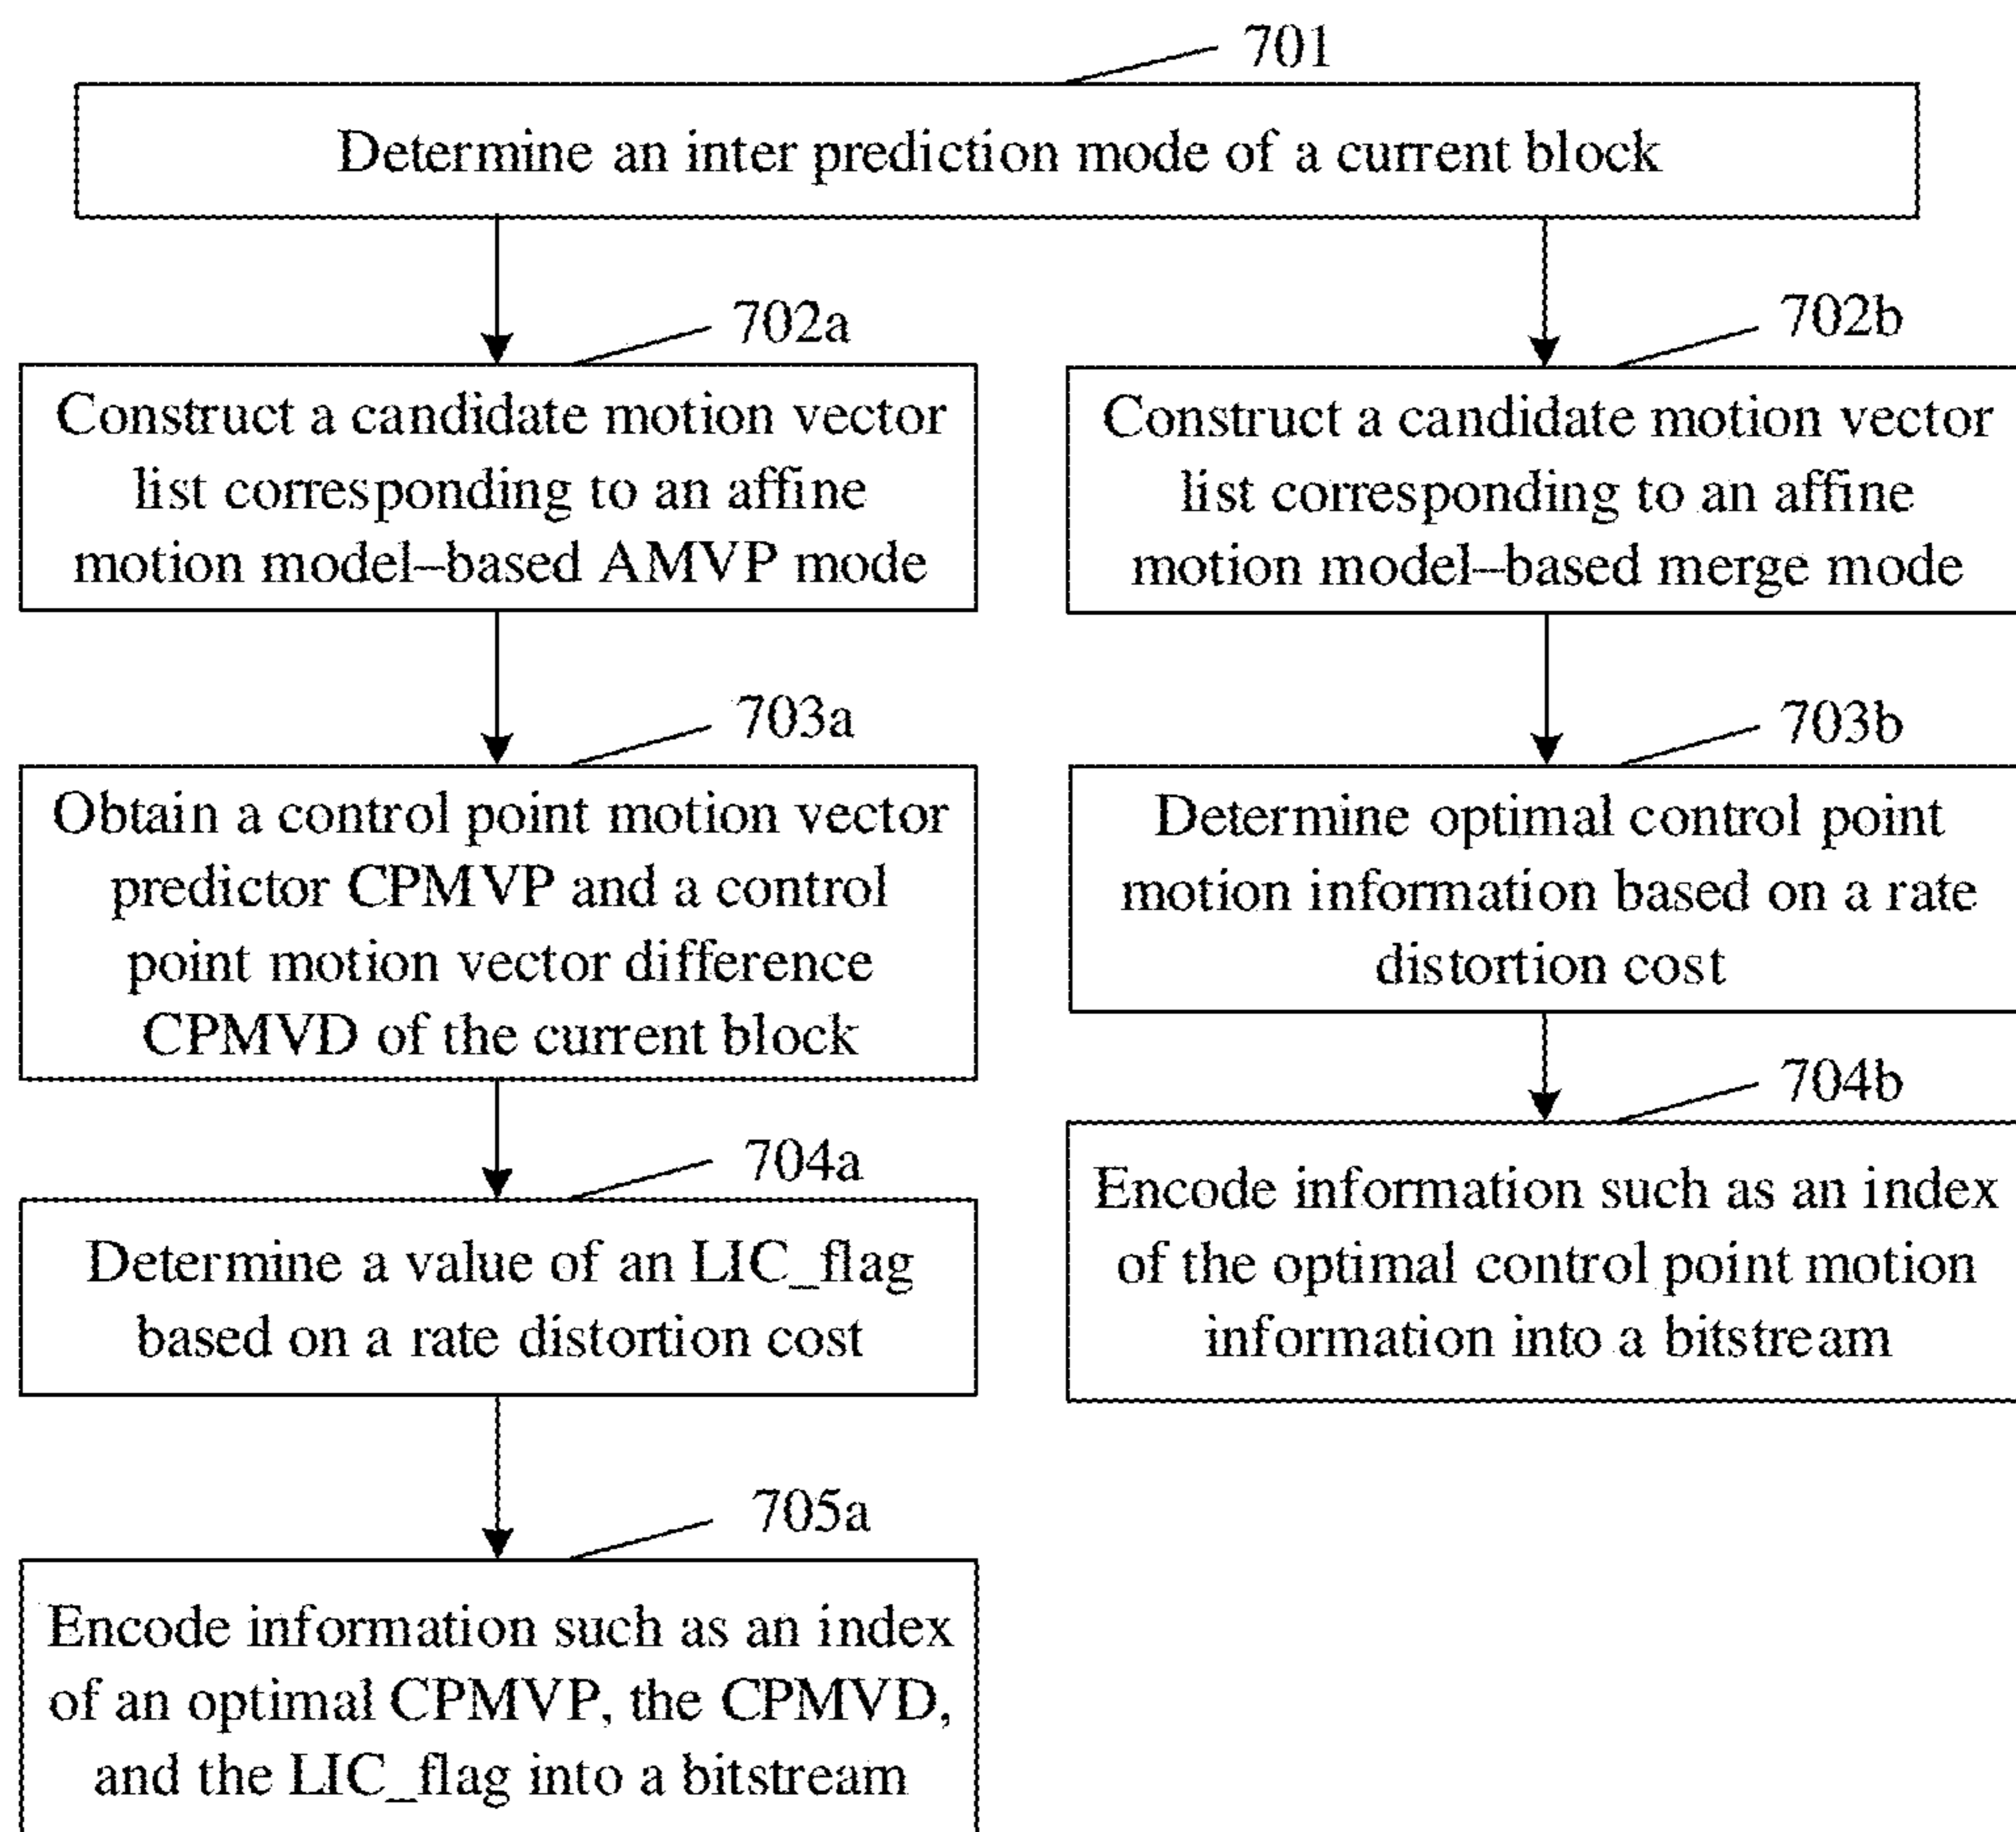 701
Determine an inter prediction mode of a current block
702a
Construct a candidate motion vector
list corresponding to an affine
motion model–based AMVP mode
703a
Obtain a control point motion vector
predictor CPMVP and a control
point motion vector difference
CPMVD of the current block
704a
Determine a value of an LIC_flag
based on a rate distortion cost
705a
Encode information such as an index
of an optimal CPMVP, the CPMVD,
and the LIC_flag into a bitstream
702b
Construct a candidate motion vector
list corresponding to an affine
motion model–based merge mode
703b
Determine optimal control point
motion information based on a rate
distortion cost
704b
Encode information such as an index
of the optimal control point motion
information into a bitstream